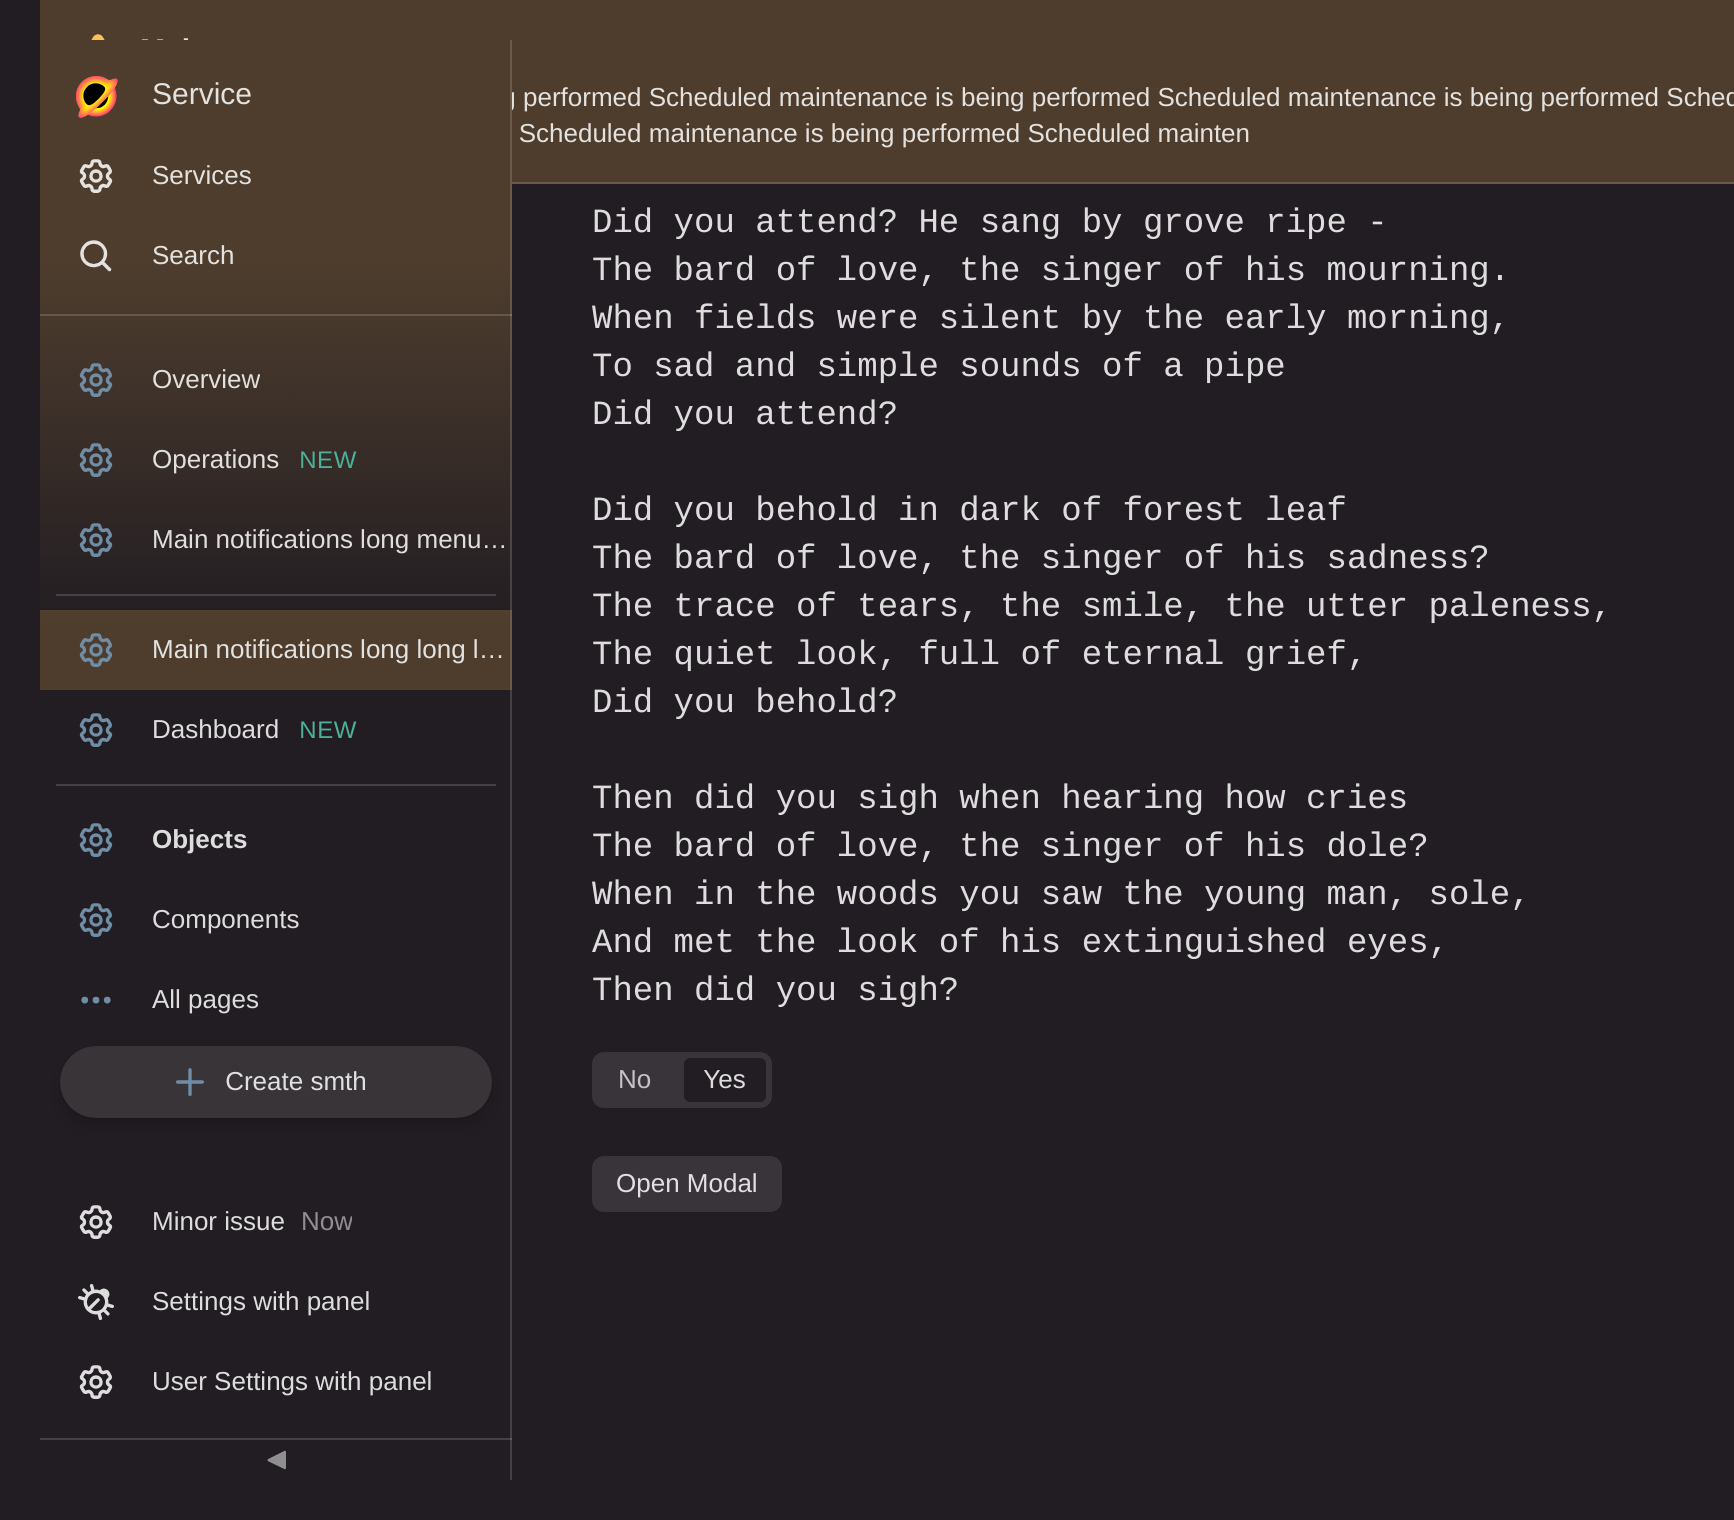 Service
Services
Search
Overview
Operations NEW
Main notifications long menu…
Main notifications long long l…
Dashboard NEW
Objects
Components
All pages
Create smth
Minor issue Now
Settings with panel
User Settings with panel
performed Scheduled maintenance is being performed Scheduled maintenance is being performed
Scheduled maintenance is being performed Scheduled mainten
Did you attend? He sang by grove ripe -
The bard of love, the singer of his mourning.
When fields were silent by the early morning,
To sad and simple sounds of a pipe
Did you attend?
Did you behold in dark of forest leaf
The bard of love, the singer of his sadness?
The trace of tears, the smile, the utter paleness,
The quiet look, full of eternal grief,
Did you behold?
Then did you sigh when hearing how cries
The bard of love, the singer of his dole?
When in the woods you saw the young man, sole,
And met the look of his extinguished eyes,
Then did you sigh?
No Yes
Open Modal